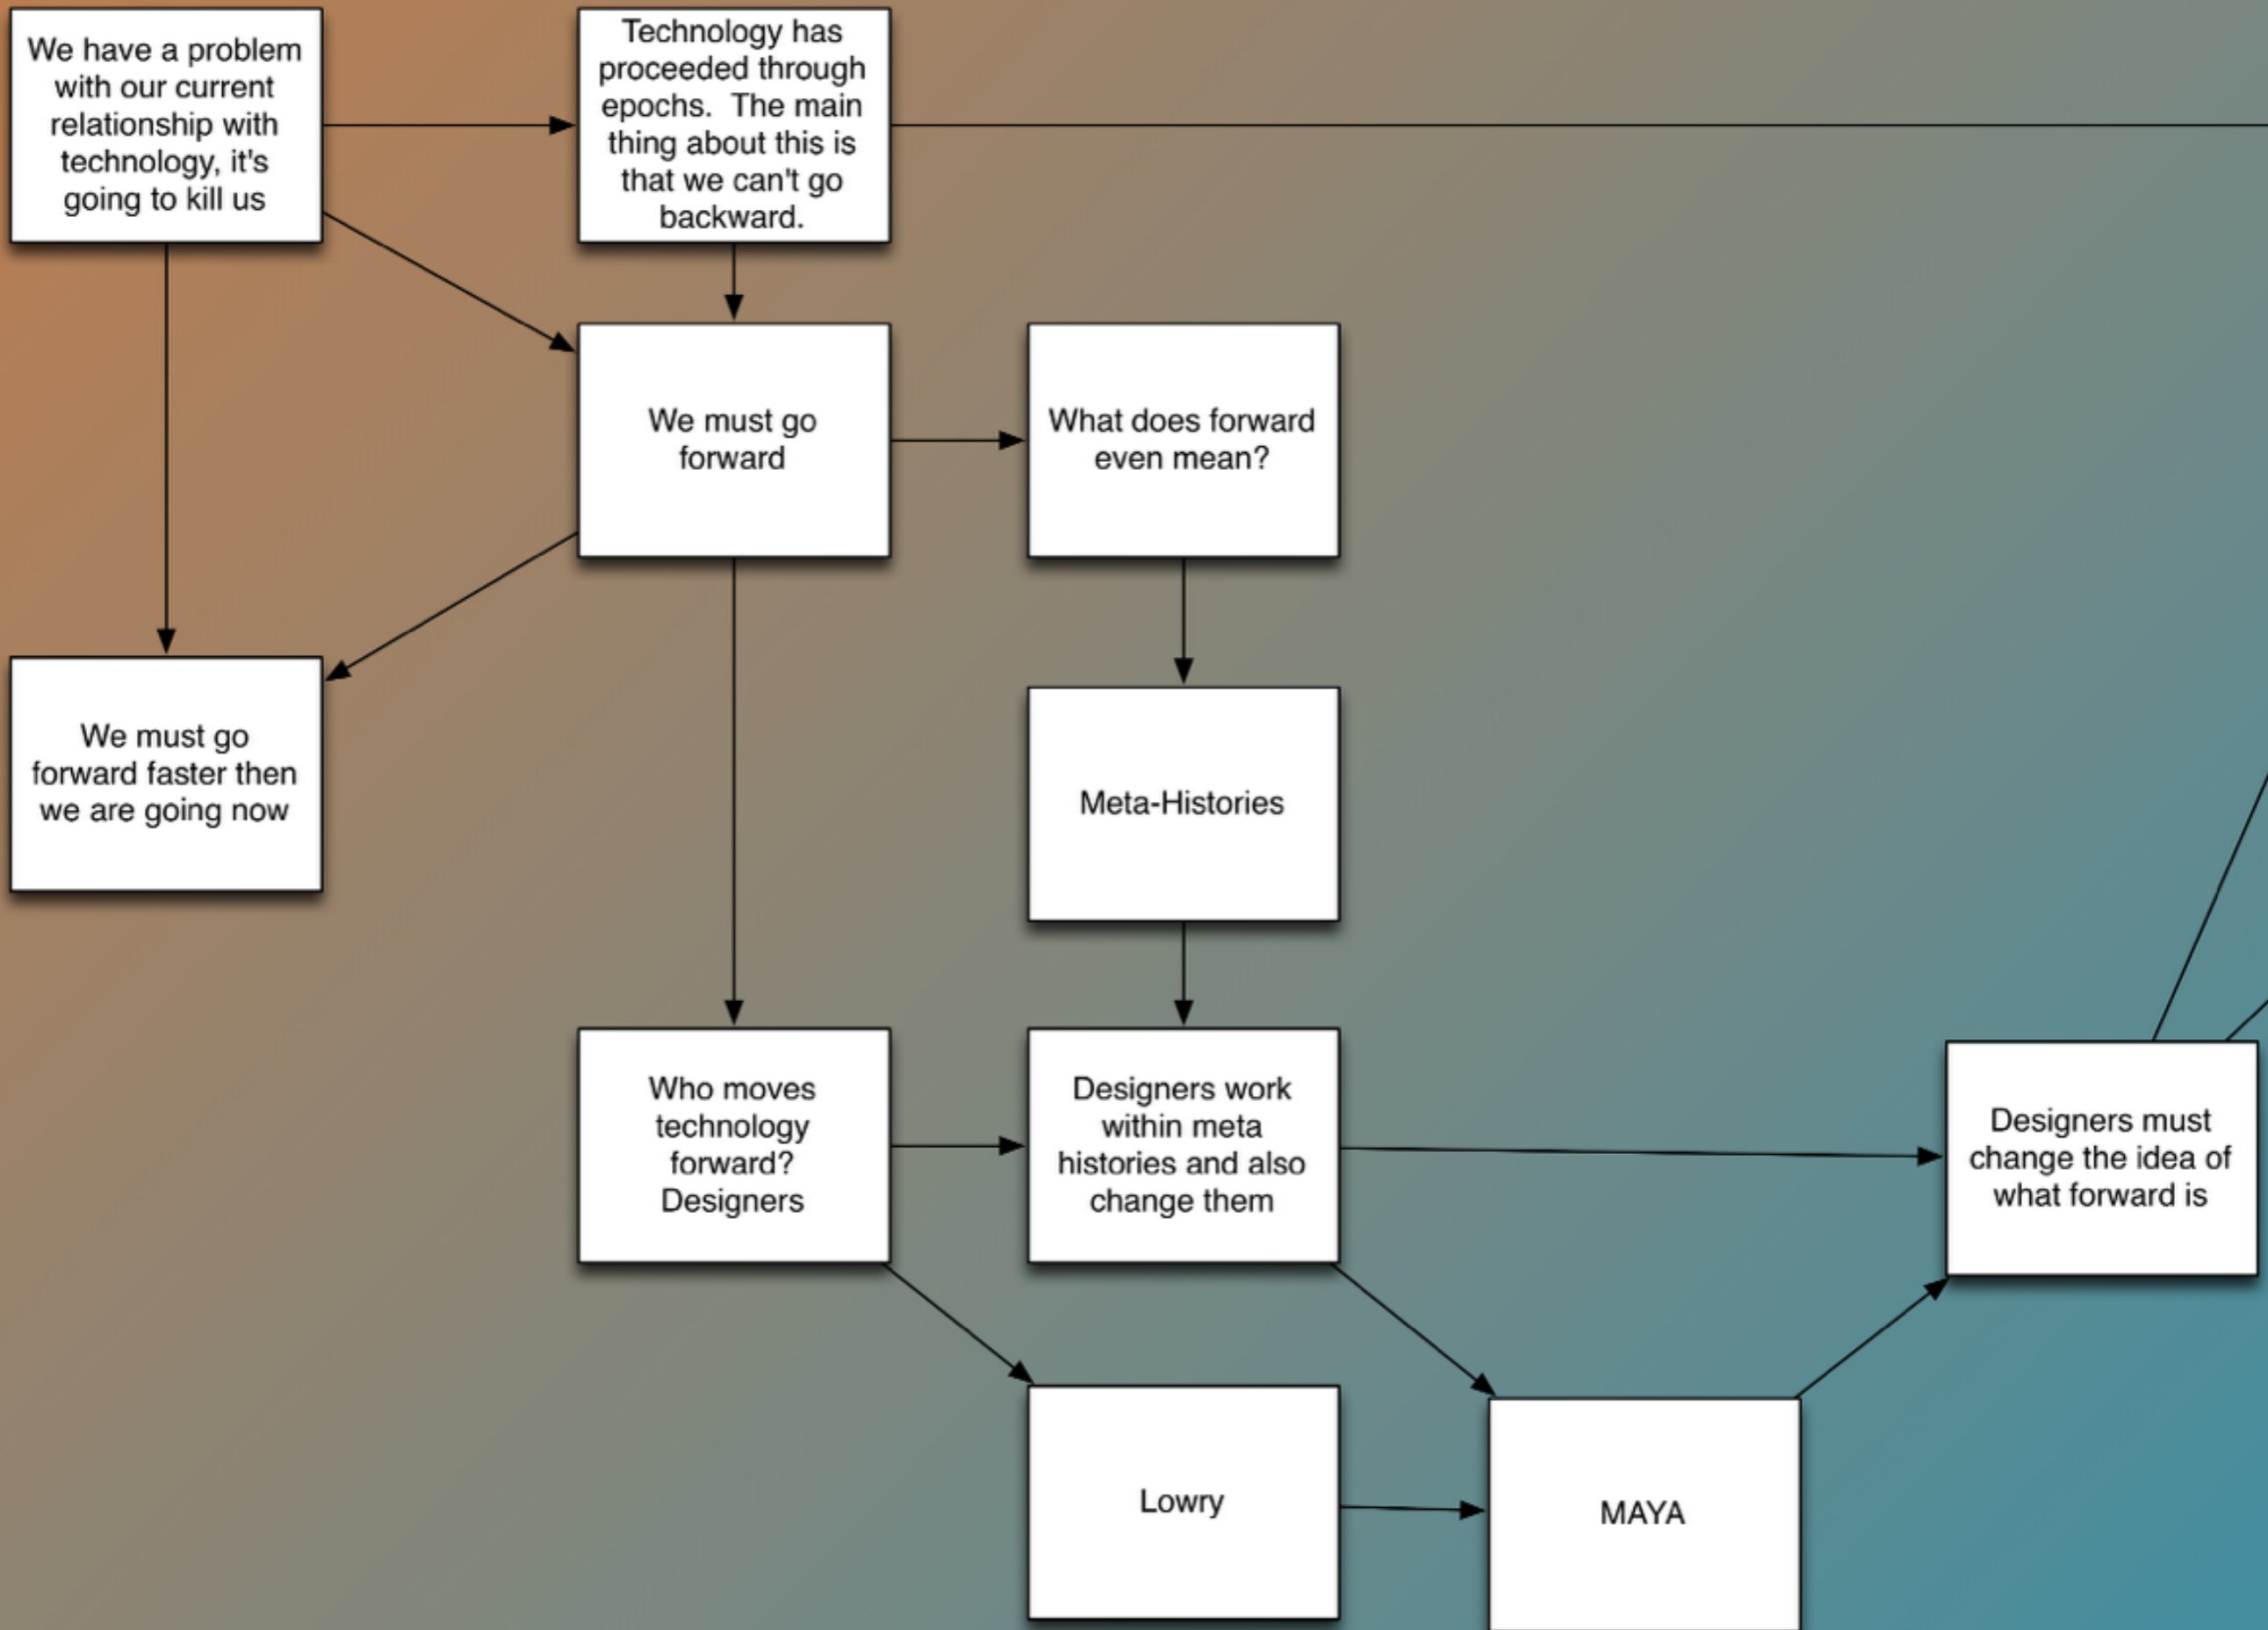 We have a problem
with our current
relationship with
technology, it's
going to kill us
Technology has
proceeded through
epochs.  The main
thing about this is
that we can't go
backward.
We must go
forward
What does forward
even mean?
We must go
forward faster then
we are going now
Meta-Histories
Who moves
technology
forward?
Designers
Designers work
within meta
histories and also
change them
Designers must
change the idea of
what forward is
Lowry
MAYA